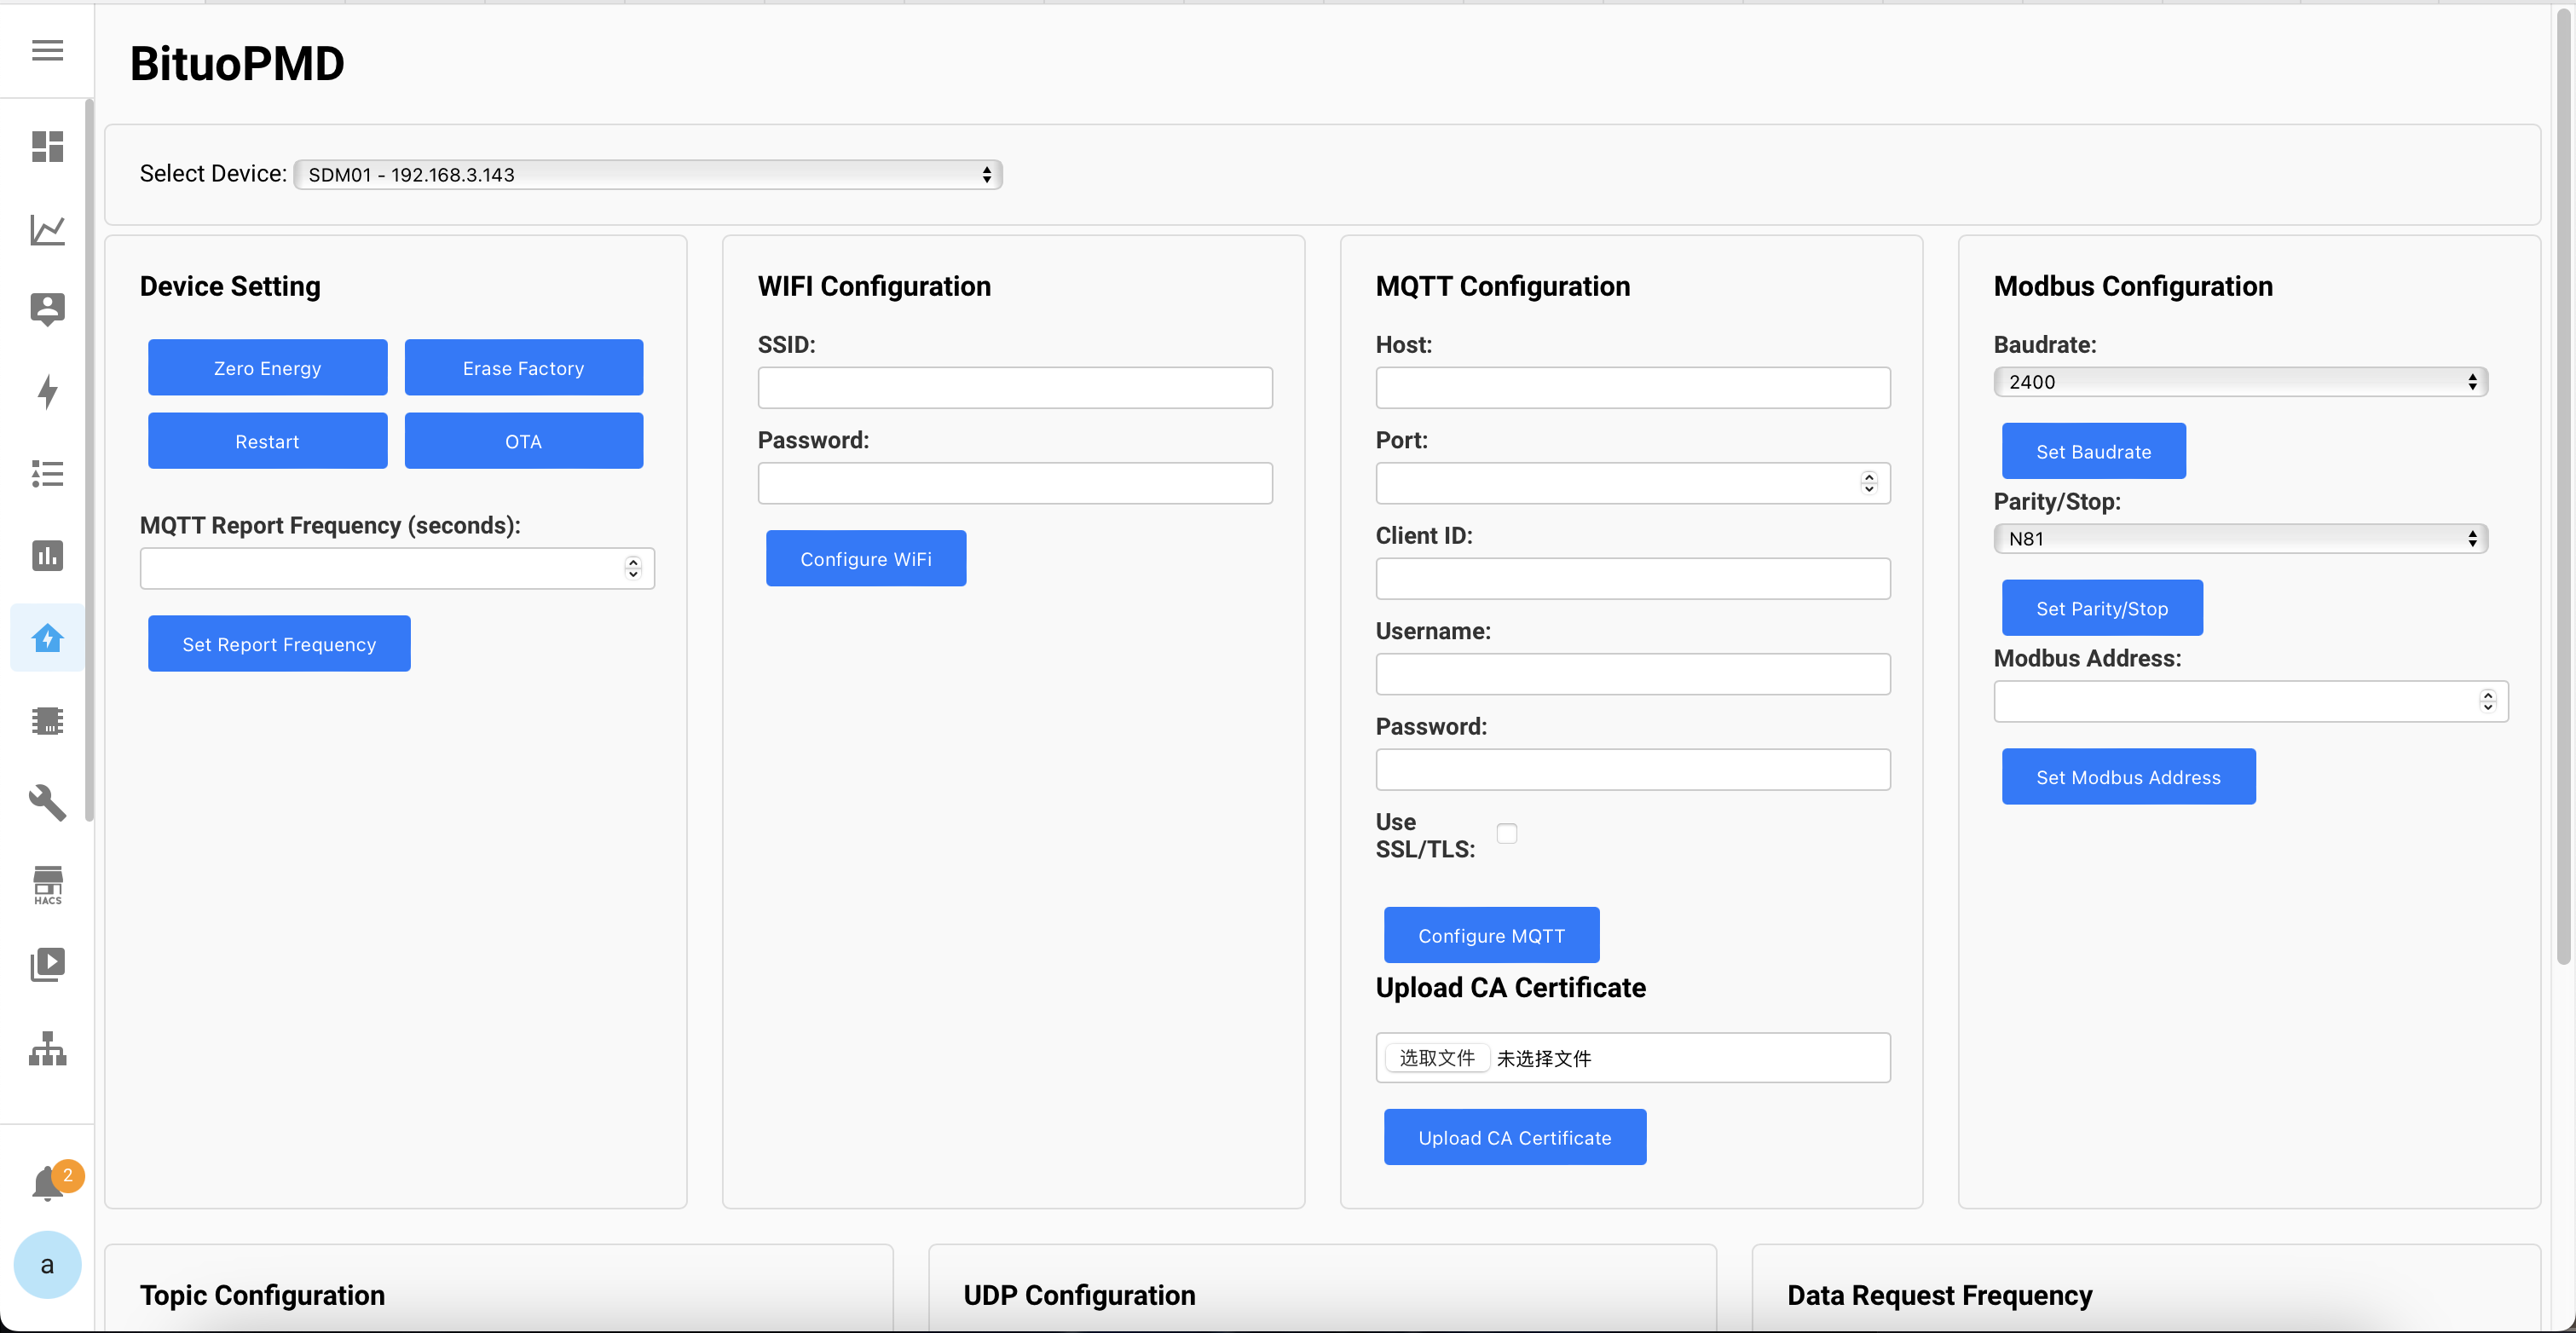 BituoPMD
Select Device: SDM01 - 192.168.3.143
Device Setting
Zero Energy
Erase Factory
Restart
OTA
MQTT Report Frequency (seconds):
Set Report Frequency
WIFI Configuration
SSID:
Password:
Configure WiFi
MQTT Configuration
Host:
Port:
Client ID:
Username:
Password:
Use
SSL/TLS:
Configure MQTT
Upload CA Certificate
选取文件 未选择文件
Upload CA Certificate
Modbus Configuration
Baudrate:
2400
Set Baudrate
Parity/Stop:
N81
Set Parity/Stop
Modbus Address:
Set Modbus Address
HACS
2
a
Topic Configuration
UDP Configuration
Data Request Frequency